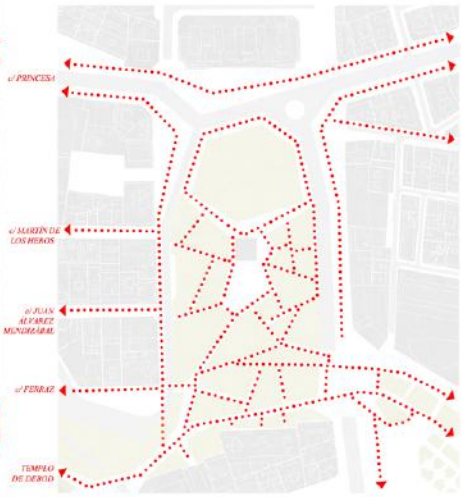 c/ PRINCESA
c/ MARTÍN DE
LOS HEROS
c/ JUAN
ÁLVAREZ
MENDIZÁBAL
c/ FERRAZ
TEMPLO
DE DEBOD